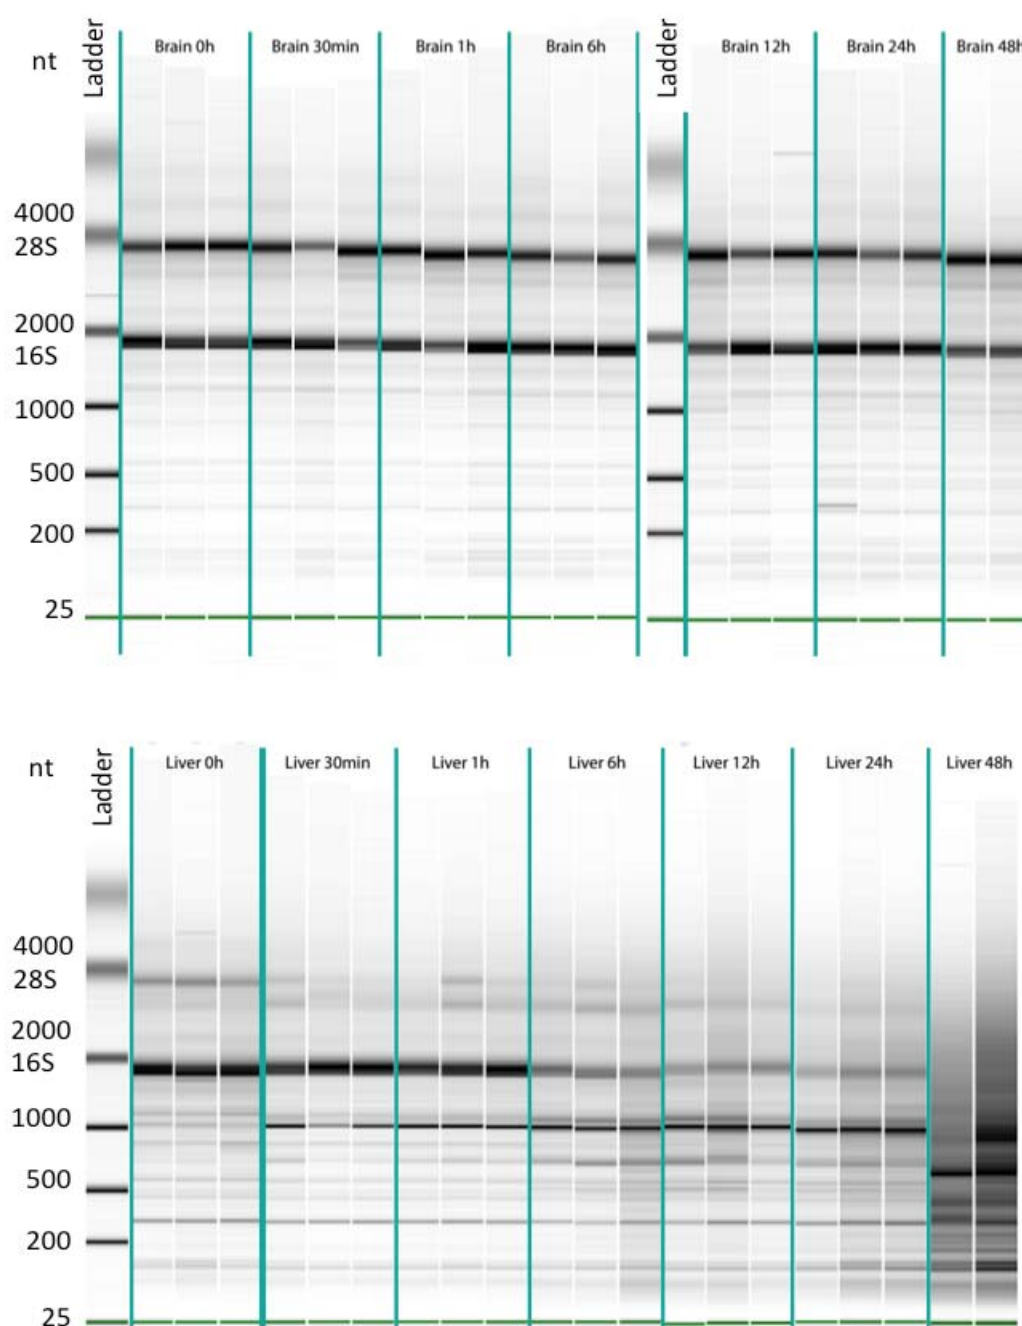 nt
Ladder
Brain 0h
Brain 30min
Brain 1h
Brain 6h
Ladder
Brain 12h
Brain 24h
Brain 48h
4000
28S
2000
16S
1000
500
200
25
nt
Ladder
Liver 0h
Liver 30min
Liver 1h
Liver 6h
Liver 12h
Liver 24h
Liver 48h
4000
28S
2000
16S
1000
500
200
25